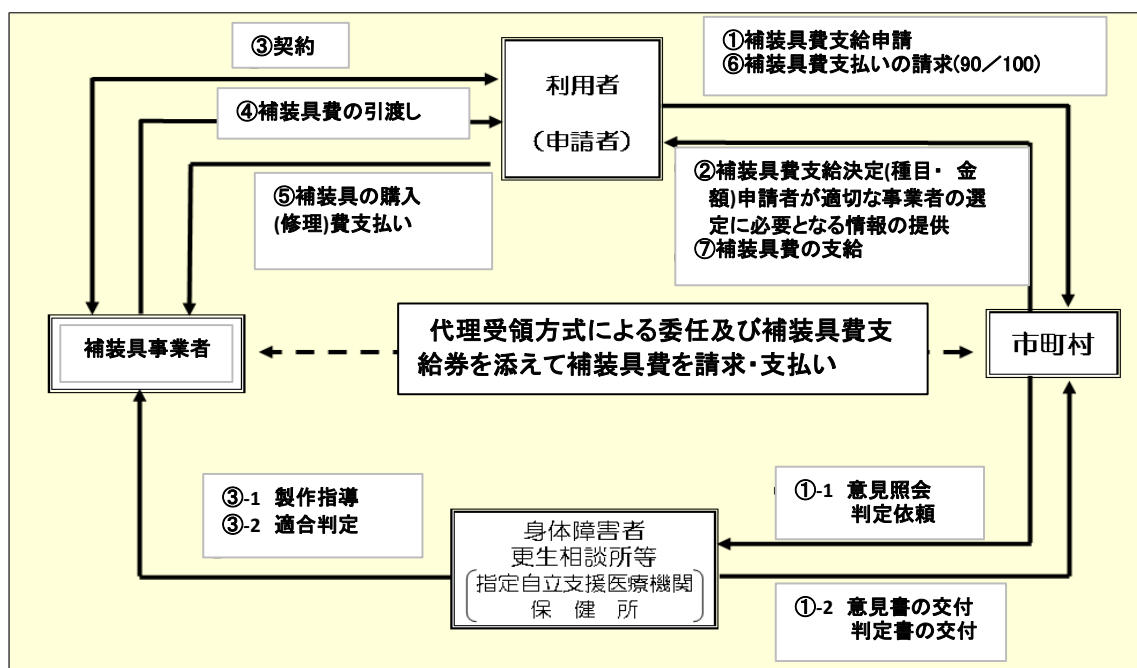 ③契約
①補装具費支給申請
⑥補装具費支払いの請求(90／100)
利用者
(申請者)
④補装具費の引渡し
②補装具費支給決定(種目・ 金
額)申請者が適切な事業者の選
定に必要となる情報の提供
⑦補装具費の支給
⑤補装具の購入
(修理)費支払い
補装具事業者
代理受領方式による委任及び補装具費支
給券を添えて補装具費を請求・支払い
市町村
③-1 製作指導
③-2 適合判定
①-1 意見照会
判定依頼
身体障害者
更生相談所等
指定自立支援医療機関
保 健 所
①-2 意見書の交付
判定書の交付